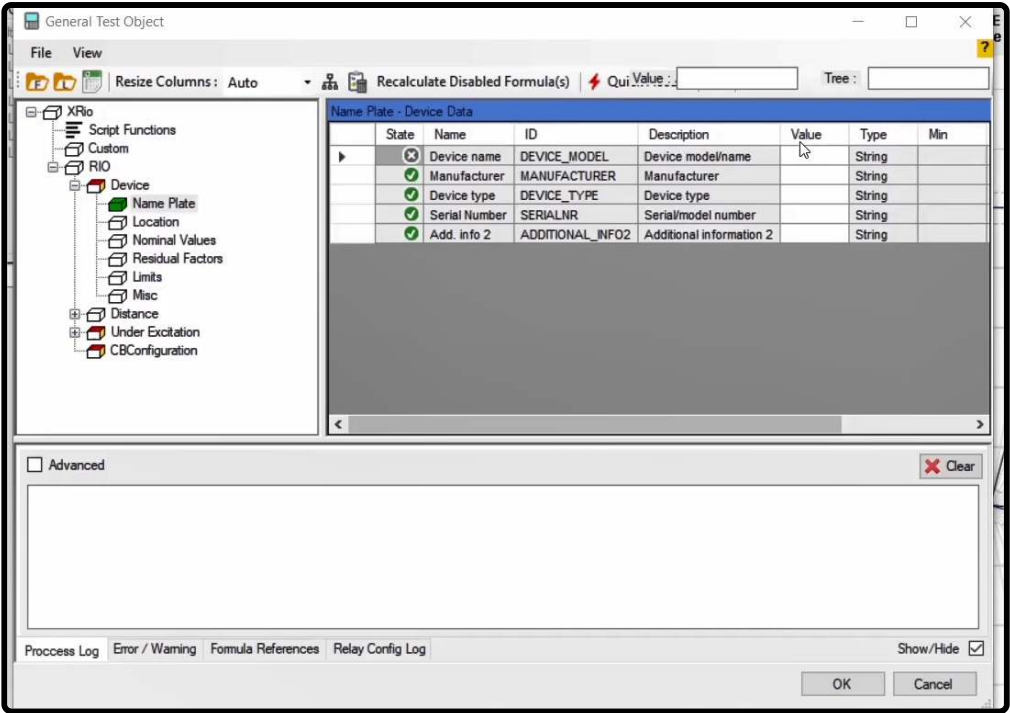 General Test Object
File View
?
Resize Columns : Auto Recalculate Disabled Formula(s) Qui Value : Tree :
XRio
Script Functions
Custom
RIO
Device
Name Plate
Location
Nominal Values
Residual Factors
Limits
Misc
Distance
Under Excitation
CBConfiguration
Name Plate - Device Data
State Name ID Description Value Type Min
Device name DEVICE_MODEL Device model/name String
Manufacturer MANUFACTURER Manufacturer String
Device type DEVICE_TYPE Device type String
Serial Number SERIALNR Serial/model number String
Add. info 2 ADDITIONAL_INFO2 Additional information 2 String
Advanced
Clear
Proccess Log Error / Warning Formula References Relay Config Log Show/Hide
OK Cancel